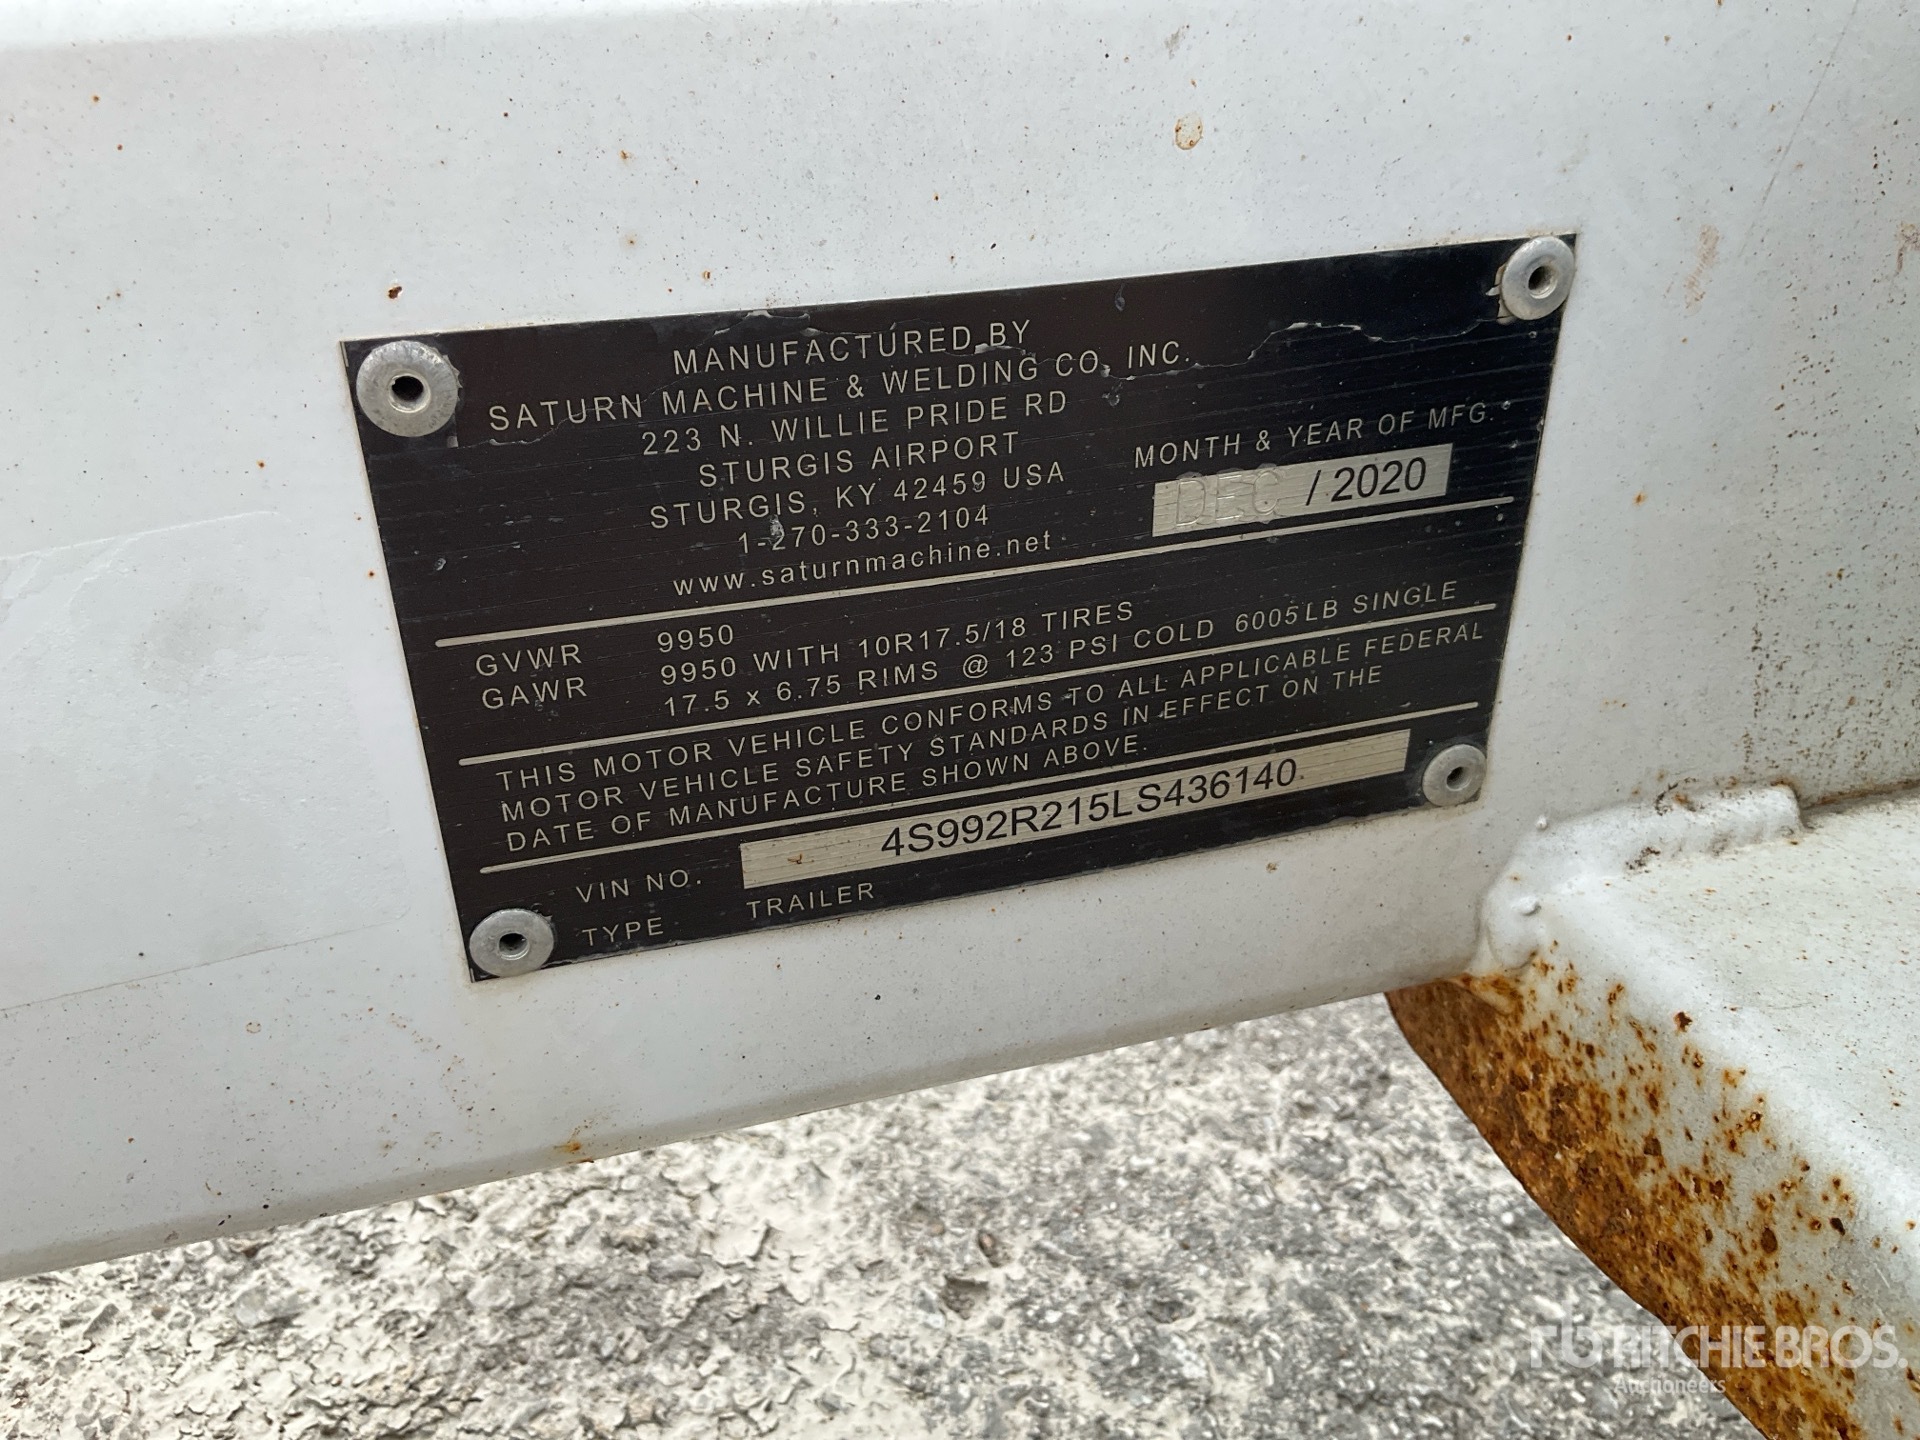 MANUFACTURED BY
SATURN MACHINE & WELDING CO, INC.
223 N. WILLIE PRIDE RD
STURGIS AIRPORT
STURGIS, KY 42459 USA
1-270-333-2104
www.saturnmachine.net
MONTH & YEAR OF MFG.
DEC / 2020
GVWR 9950
GAWR 9950 WITH 10R17.5/18 TIRES
17.5 x 6.75 RIMS @ 123 PSI COLD 6005LB SINGLE
THIS MOTOR VEHICLE CONFORMS TO ALL APPLICABLE FEDERAL
MOTOR VEHICLE SAFETY STANDARDS IN EFFECT ON THE
DATE OF MANUFACTURE SHOWN ABOVE.
VIN NO. 4S992R215LS436140
TYPE TRAILER
rb RITCHIE BROS.
Auctioneers